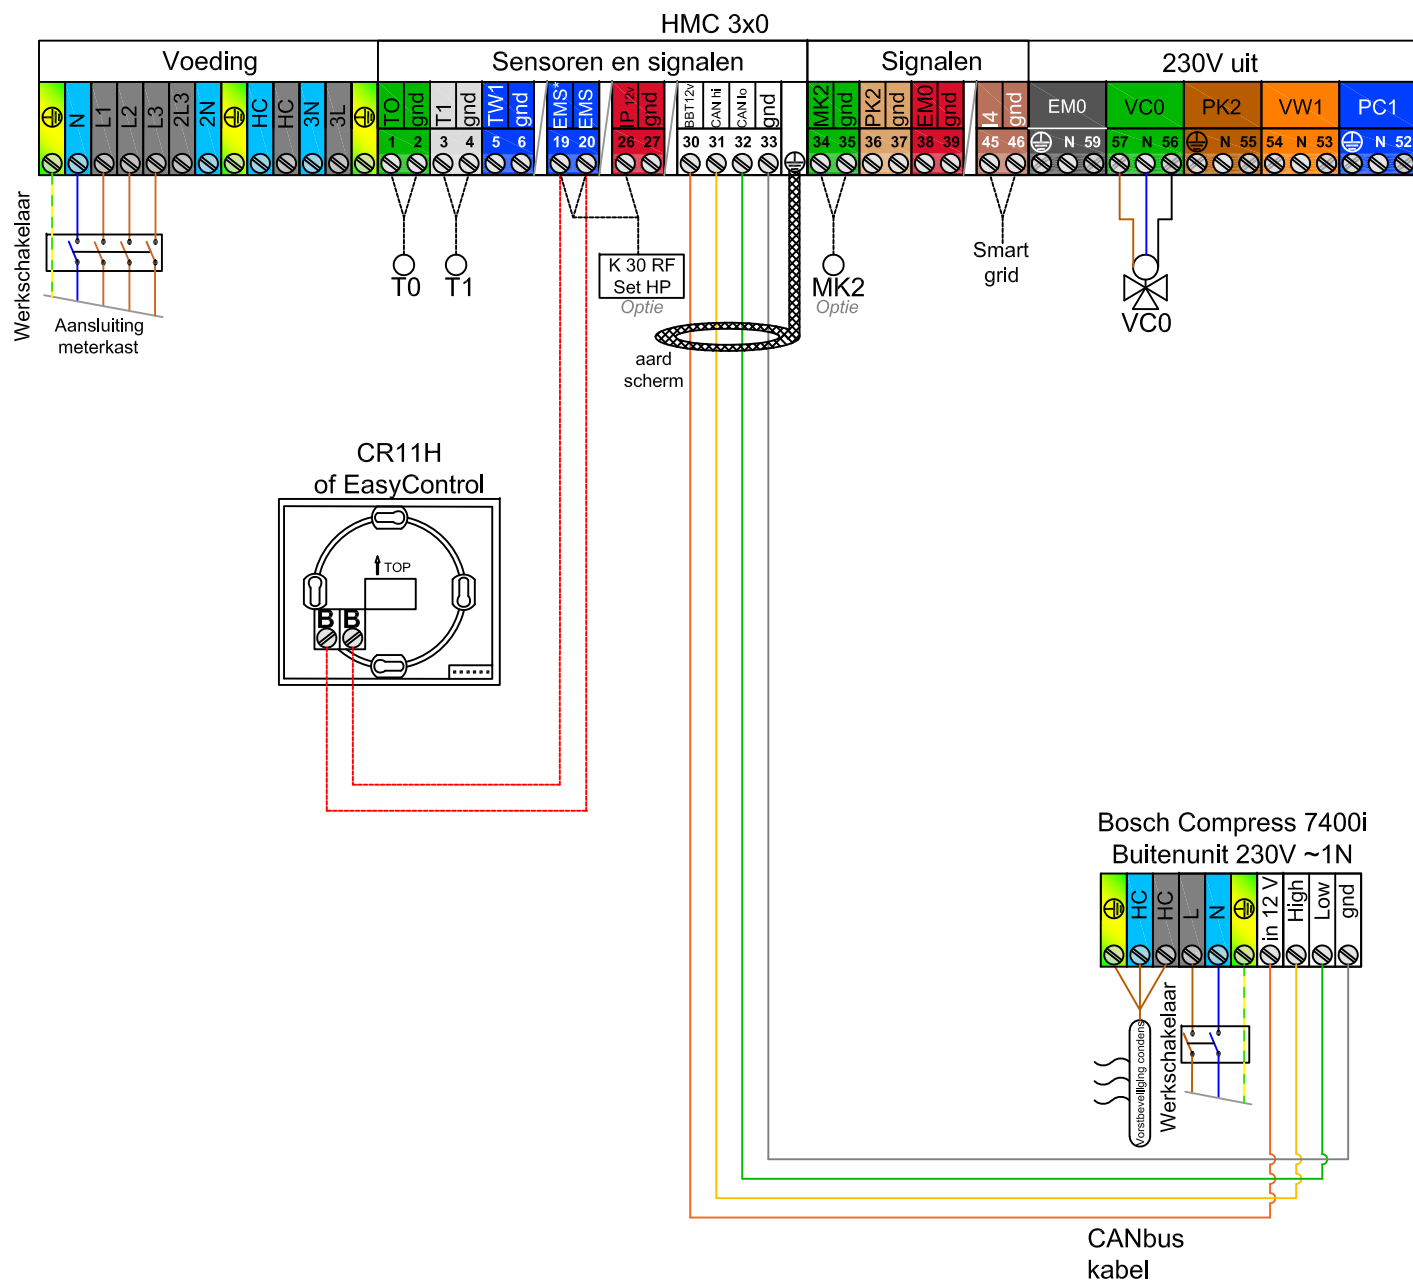 HMC 3x0
Voeding
Sensoren en signalen
Signalen
230V uit
N
L1
L2
L3
2L3
2N
HC
HC
3N
3L
TO
gnd
T1
gnd
TW1
gnd
EMS*
EMS
IP 12v
gnd
BBT12v
CAN hi
CAN lo
gnd
MK2
gnd
PK2
gnd
EM0
gnd
I4
gnd
EM0
VC0
PK2
VW1
PC1
1 2 3 4 5 6 19 20 26 27 30 31 32 33 34 35 36 37 38 39 45 46 N 59 57 N 56 N 55 54 N 53 N 52
Werkschakelaar
Aansluiting
meterkast
T0
T1
K 30 RF
Set HP
Optie
MK2
Optie
Smart
grid
VC0
aard
scherm
CR11H
of EasyControl
TOP
B B
Bosch Compress 7400i
Buitenunit 230V ~1N
HC
HC
L
N
in 12 V
High
Low
gnd
Vorstbeveiliging condens
Werkschakelaar
CANbus
kabel